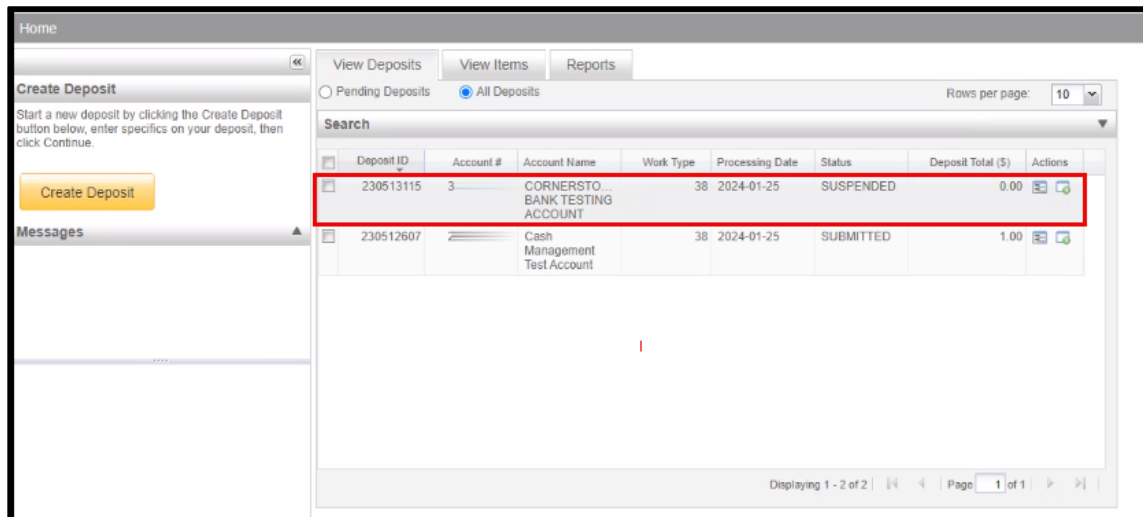 Home
Create Deposit
Start a new deposit by clicking the Create Deposit
button below, enter specifics on your deposit, then
click Continue.
Create Deposit
Messages
View Deposits View Items Reports
Pending Deposits All Deposits Rows per page: 10
Search
Deposit ID Account # Account Name Work Type Processing Date Status Deposit Total ($) Actions
230513115 3 CORNERSTO... 38 2024-01-25 SUSPENDED 0.00
BANK TESTING
ACCOUNT
230512607 Cash 38 2024-01-25 SUBMITTED 1.00
Management
Test Account
Displaying 1 - 2 of 2 Page 1 of 1